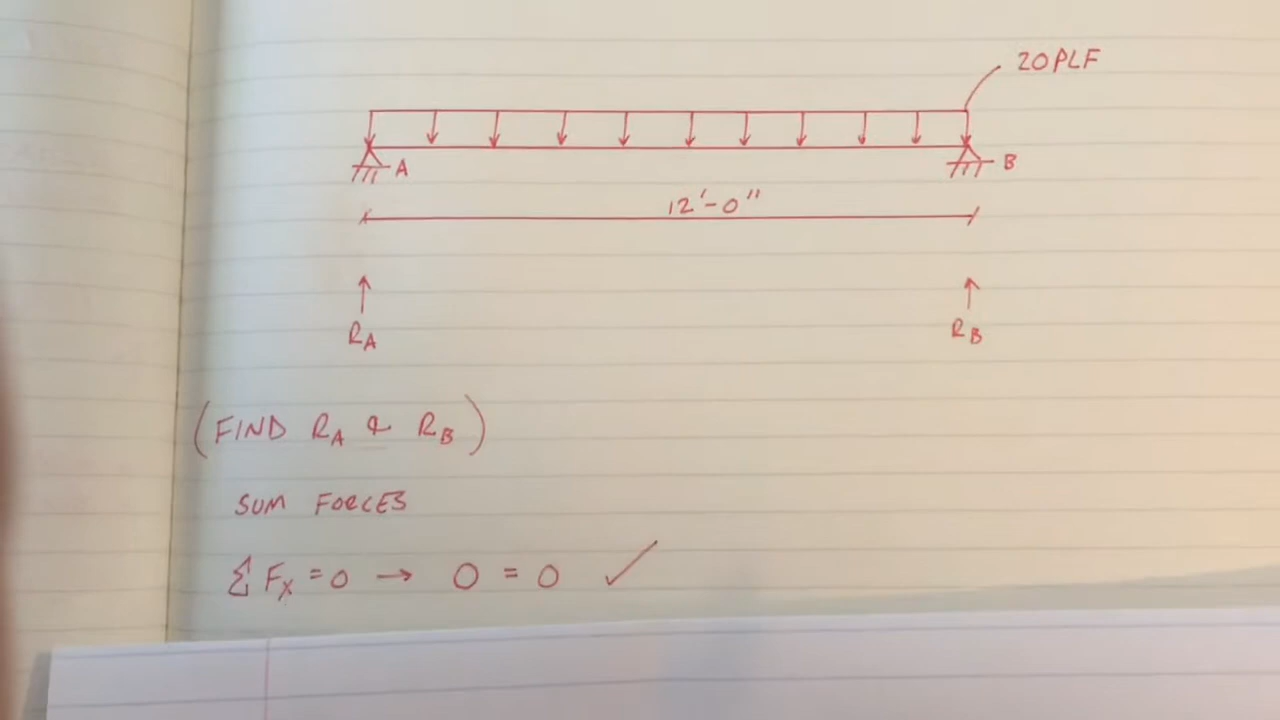 20PLF
A
B
12'-0"
RA
RB
(FIND RA & RB)
SUM FORCES
ΣFx=0 → 0=0 ✓